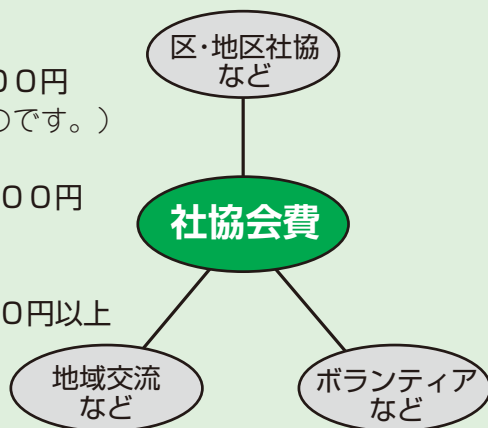 区・地区社協
など
００円
のです。）
００円
社協会費
０円以上
地域交流
など
ボランティア
など